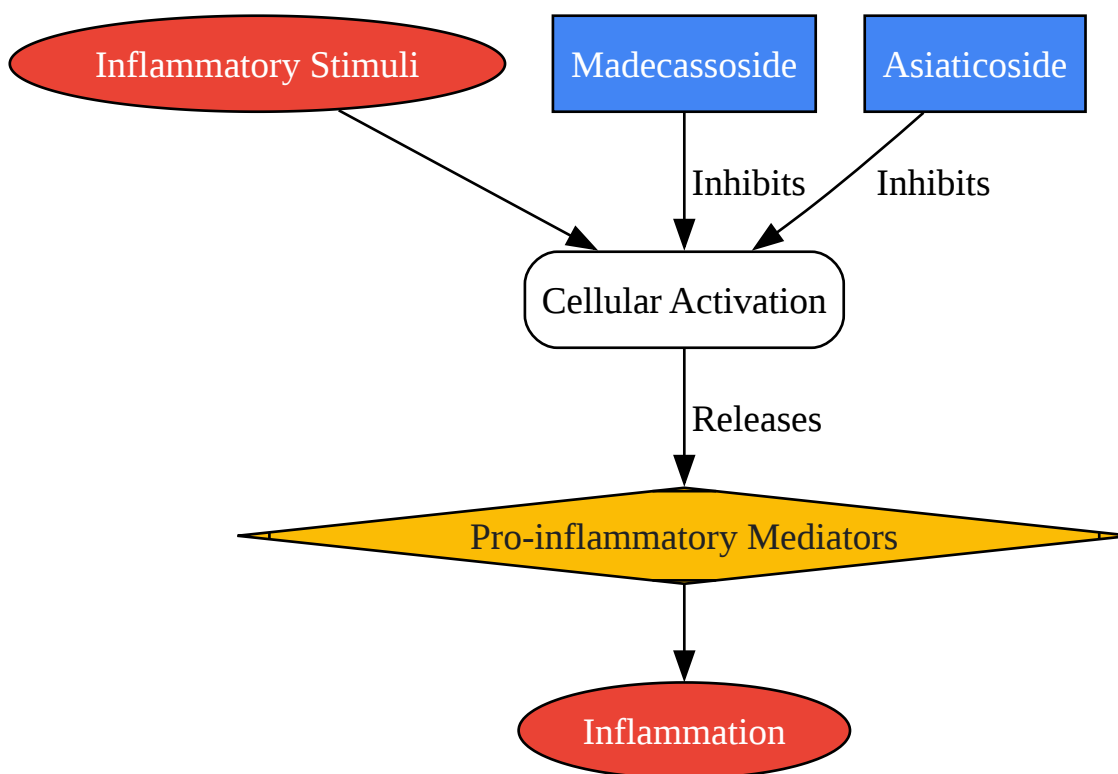 Inflammatory Stimuli
Madecassoside
Asiaticoside
Inhibits
Inhibits
Cellular Activation
Releases
Pro-inflammatory Mediators
Inflammation